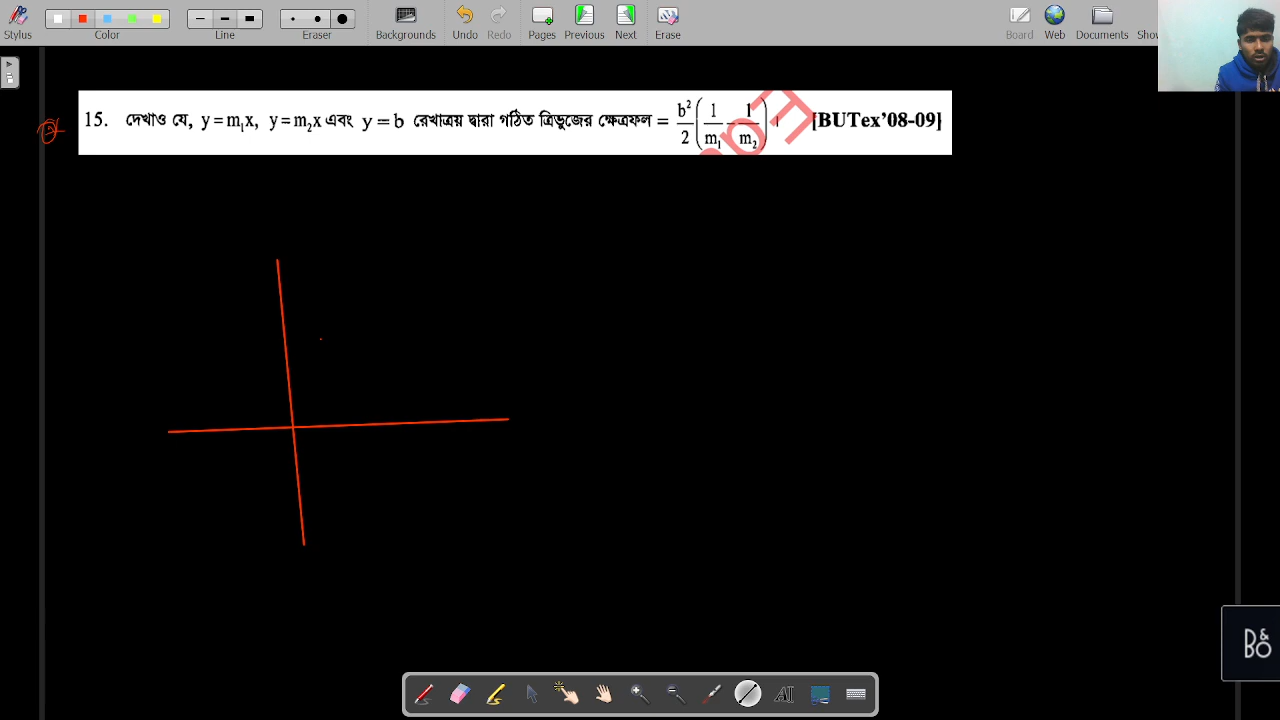 Stylus Color Line Eraser Backgrounds Undo Redo Pages Previous Next Erase Board Web Documents Show
15. দেখাও যে, y = m₁x, y = m₂x এবং y = b রেখাত্রয় দ্বারা গঠিত ত্রিভুজের ক্ষেত্রফল = b²/2 (1/m₁ − 1/m₂) । [BUTex'08-09]
B&O